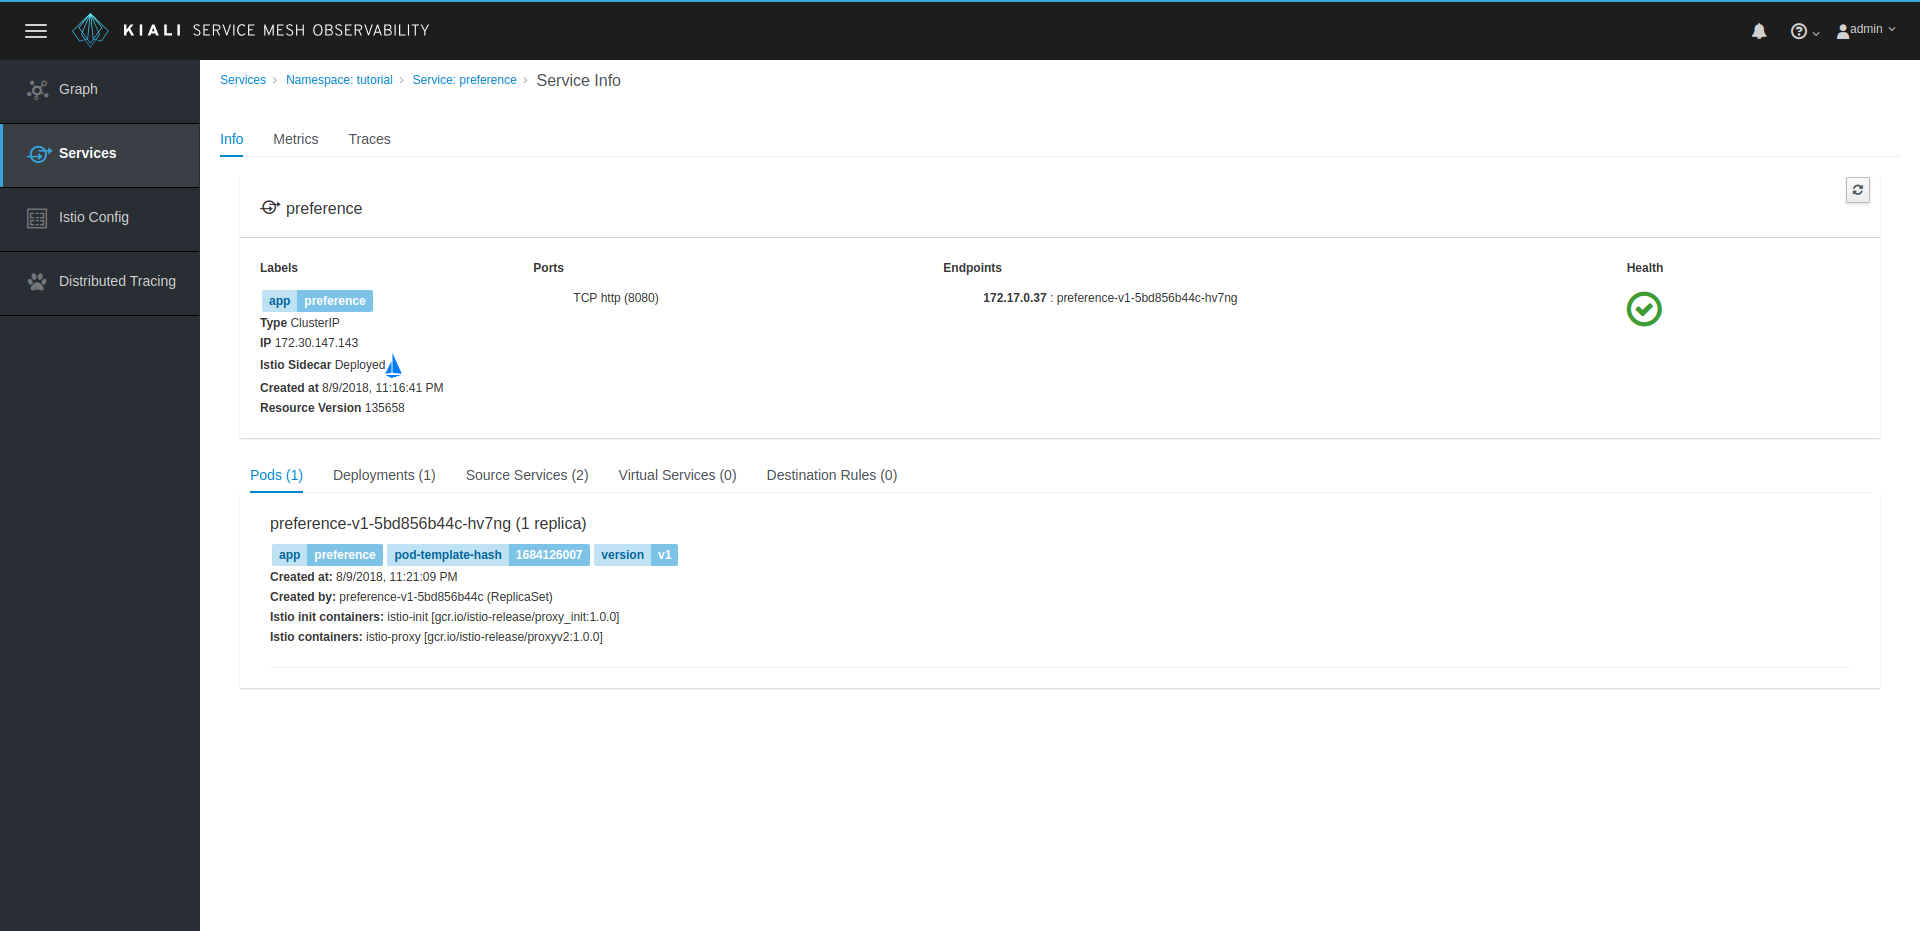 KIALI SERVICE MESH OBSERVABILITY
admin
Graph
Services
Istio Config
Distributed Tracing
Services > Namespace: tutorial > Service: preference > Service Info
Info Metrics Traces
preference
Labels Ports Endpoints Health
app preference TCP http (8080) 172.17.0.37 : preference-v1-5bd856b44c-hv7ng
Type ClusterIP
IP 172.30.147.143
Istio Sidecar Deployed
Created at 8/9/2018, 11:16:41 PM
Resource Version 135658
Pods (1) Deployments (1) Source Services (2) Virtual Services (0) Destination Rules (0)
preference-v1-5bd856b44c-hv7ng (1 replica)
app preference pod-template-hash 1684126007 version v1
Created at: 8/9/2018, 11:21:09 PM
Created by: preference-v1-5bd856b44c (ReplicaSet)
Istio init containers: istio-init [gcr.io/istio-release/proxy_init:1.0.0]
Istio containers: istio-proxy [gcr.io/istio-release/proxyv2:1.0.0]